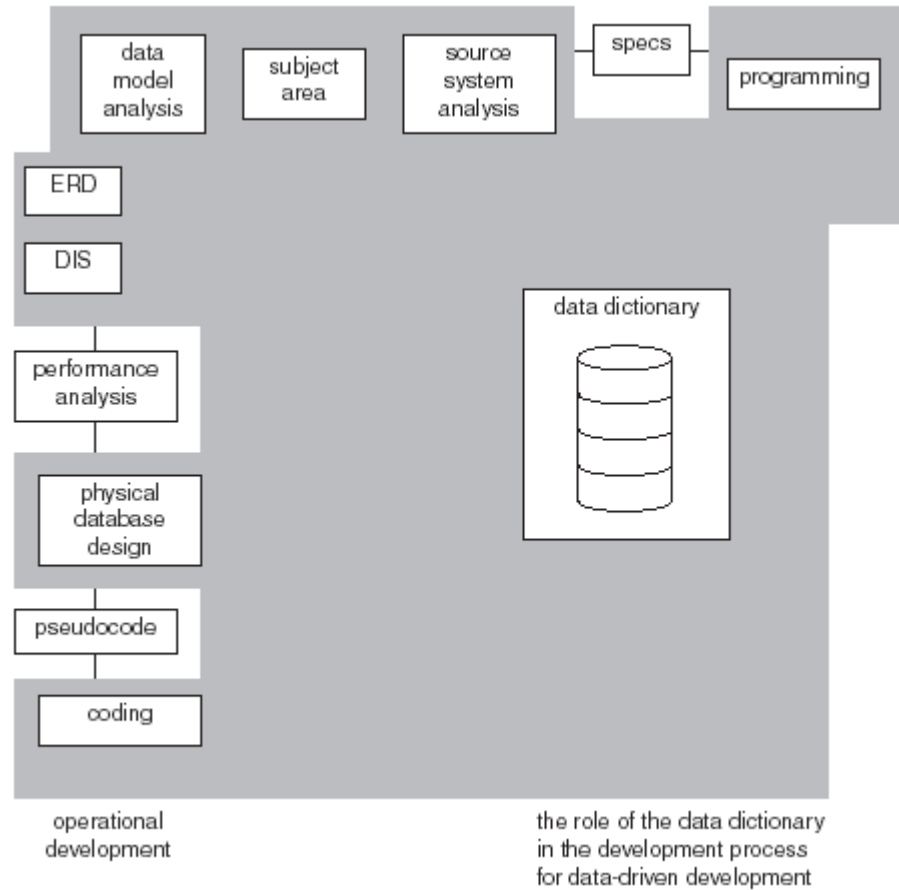 data
model
analysis
subject
area
source
system
analysis
specs
programming
ERD
DIS
data dictionary
performance
analysis
physical
database
design
pseudocode
coding
operational
development
the role of the data dictionary
in the development process
for data-driven development